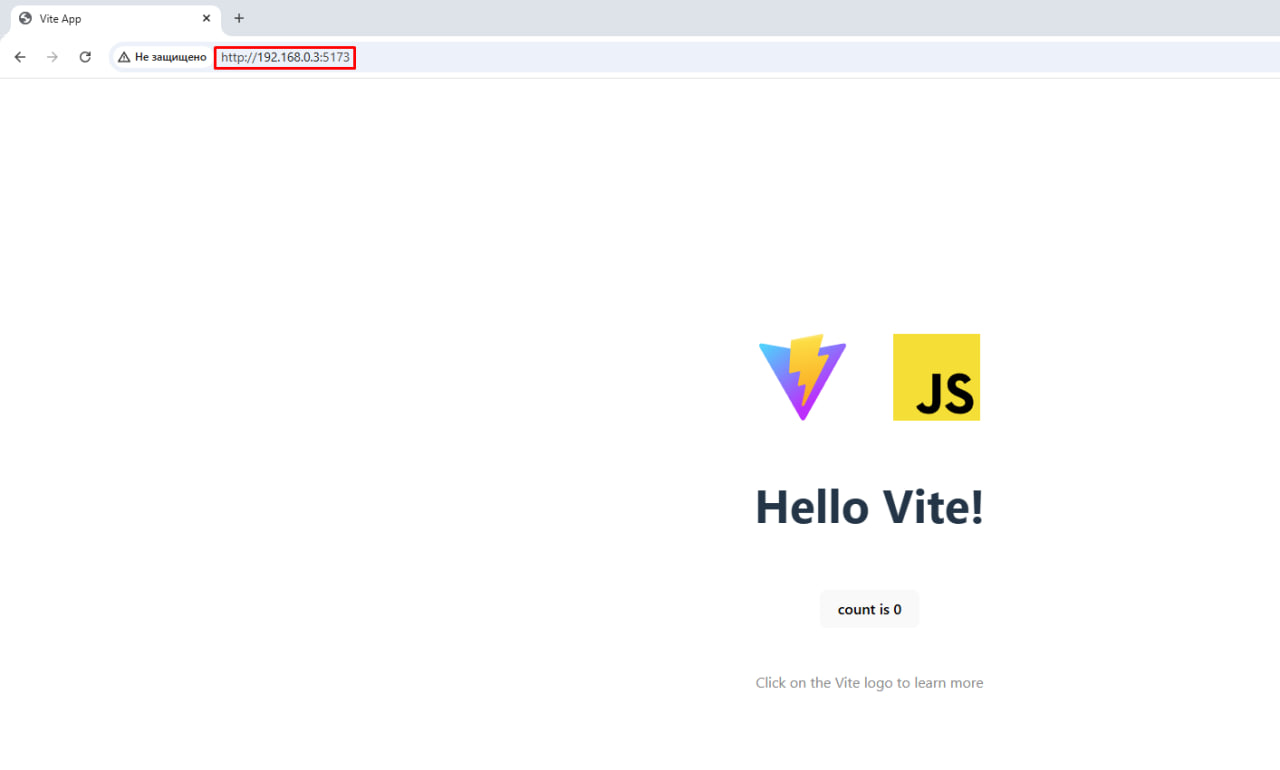 Vite App
Не защищено http://192.168.0.3:5173
JS
Hello Vite!
count is 0
Click on the Vite logo to learn more